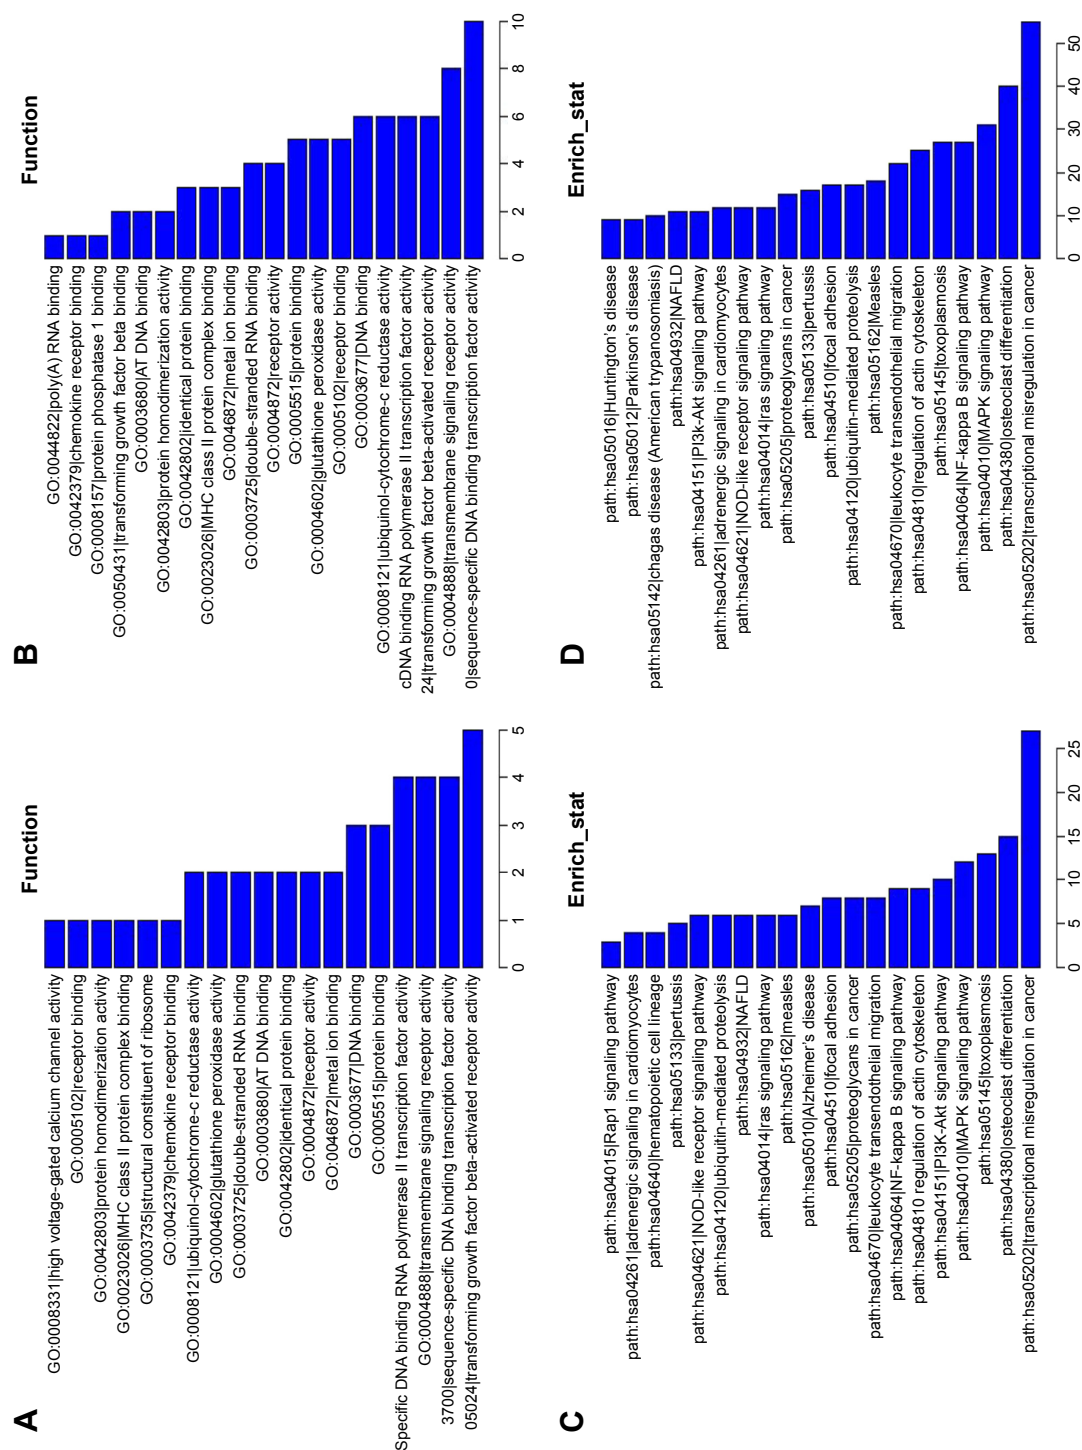 A
Function
GO:0008331|high voltage-gated calcium channel activity
GO:0005102|receptor binding
GO:0042803|protein homodimerization activity
GO:0023026|MHC class II protein complex binding
GO:0003735|structural constituent of ribosome
GO:0042379|chemokine receptor binding
GO:0008121|ubiquinol-cytochrome-c reductase activity
GO:0004602|glutathione peroxidase activity
GO:0003725|double-stranded RNA binding
GO:0003680|AT DNA binding
GO:0042802|identical protein binding
GO:0004872|receptor activity
GO:0046872|metal ion binding
GO:0003677|DNA binding
GO:0005515|protein binding
Specific DNA binding RNA polymerase II transcription factor activity
GO:0004888|transmembrane signaling receptor activity
3700|sequence-specific DNA binding transcription factor activity
05024|transforming growth factor beta-activated receptor activity
0 1 2 3 4 5
B
Function
GO:0044822|poly(A) RNA binding
GO:0042379|chemokine receptor binding
GO:0008157|protein phosphatase 1 binding
GO:0050431|transforming growth factor beta binding
GO:0003680|AT DNA binding
GO:0042803|protein homodimerization activity
GO:0042802|identical protein binding
GO:0023026|MHC class II protein complex binding
GO:0046872|metal ion binding
GO:0003725|double-stranded RNA binding
GO:0004872|receptor activity
GO:0005515|protein binding
GO:0004602|glutathione peroxidase activity
GO:0005102|receptor binding
GO:0003677|DNA binding
GO:0008121|ubiquinol-cytochrome-c reductase activity
cDNA binding RNA polymerase II transcription factor activity
24|transforming growth factor beta-activated receptor activity
GO:0004888|transmembrane signaling receptor activity
0|sequence-specific DNA binding transcription factor activity
0 2 4 6 8 10
C
Enrich_stat
path:hsa04015|Rap1 signaling pathway
path:hsa04261|adrenergic signaling in cardiomyocytes
path:hsa04640|hematopoietic cell lineage
path:hsa05133|pertussis
path:hsa04621|NOD-like receptor signaling pathway
path:hsa04120|ubiquitin-mediated proteolysis
path:hsa04932|NAFLD
path:hsa04014|ras signaling pathway
path:hsa05162|measles
path:hsa05010|Alzheimer's disease
path:hsa04510|focal adhesion
path:hsa05205|proteoglycans in cancer
path:hsa04670|leukocyte transendothelial migration
path:hsa04064|NF-kappa B signaling pathway
path:hsa04810 regulation of actin cytoskeleton
path:hsa04151|PI3K-Akt signaling pathway
path:hsa04010|MAPK signaling pathway
path:hsa05145|toxoplasmosis
path:hsa04380|osteoclast differentiation
path:hsa05202|transcriptional misregulation in cancer
0 5 10 15 20 25
D
Enrich_stat
path:hsa05016|Huntington's disease
path:hsa05012|Parkinson's disease
path:hsa05142|chagas disease (American trypanosomiasis)
path:hsa04932|NAFLD
path:hsa04151|PI3k-Akt signaling pathway
path:hsa04261|adrenergic signaling in cardiomyocytes
path:hsa04621|NOD-like receptor signaling pathway
path:hsa04014|ras signaling pathway
path:hsa05205|proteoglycans in cancer
path:hsa05133|pertussis
path:hsa04510|focal adhesion
path:hsa04120|ubiquitin-mediated proteolysis
path:hsa05162|Measles
path:hsa04670|leukocyte transendothelial migration
path:hsa04810|regulation of actin cytoskeleton
path:hsa05145|toxoplasmosis
path:hsa04064|NF-kappa B signaling pathway
path:hsa04010|MAPK signaling pathway
path:hsa04380|osteoclast differentiation
path:hsa05202|transcriptional misregulation in cancer
0 10 20 30 40 50